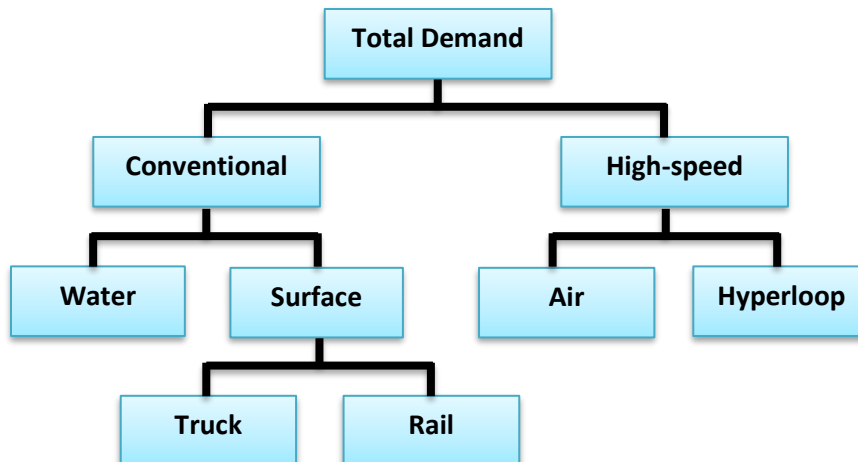 Total Demand
Conventional
High-speed
Water
Surface
Air
Hyperloop
Truck
Rail